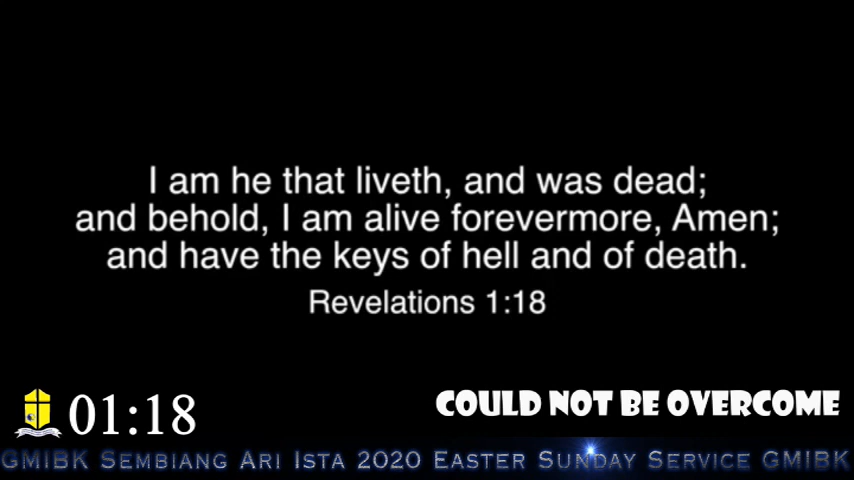 I am he that liveth, and was dead;
and behold, I am alive forevermore, Amen;
and have the keys of hell and of death.
Revelations 1:18
01:18
COULD NOT BE OVERCOME
GMIBK SEMBIANG ARI ISTA 2020 EASTER SUNDAY SERVICE GMIBK